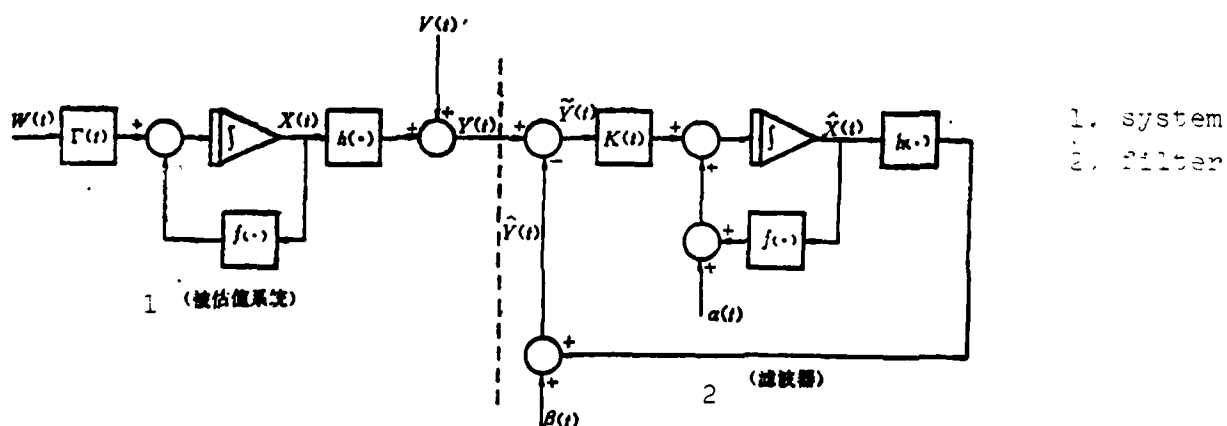 V(t)
W(t)
Γ(t)
+
∫
X(t)
h(·)
+
+
Y(t)
+
−
Ỹ(t)
K(t)
+
+
∫
X̂(t)
h(·)
f(·)
Ŷ(t)
+
+
f(·)
α(t)
1 (被估值系统)
+
+
β(t)
2 (滤波器)
1. system
2. filter